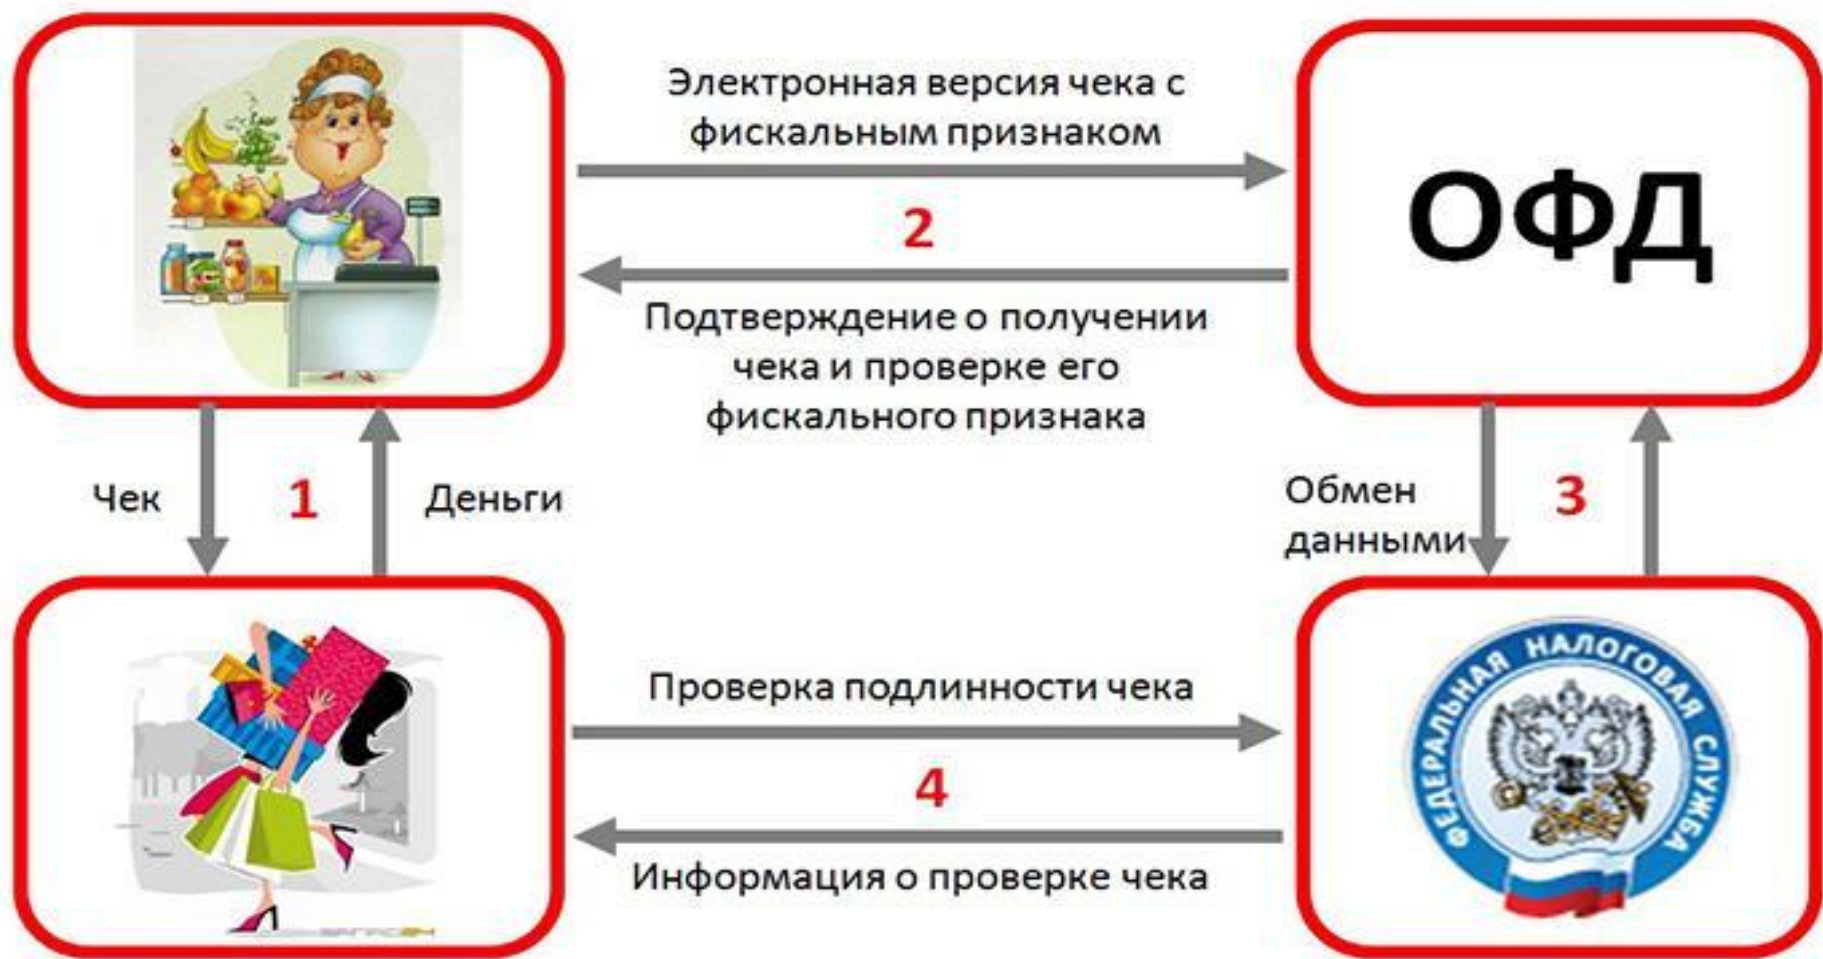 Электронная версия чека с
фискальным признаком
2
ОФД
Подтверждение о получении
чека и проверке его
фискального признака
Чек
1
Деньги
Обмен
данными
3
Проверка подлинности чека
4
Информация о проверке чека
ФЕДЕРАЛЬНАЯ НАЛОГОВАЯ СЛУЖБА